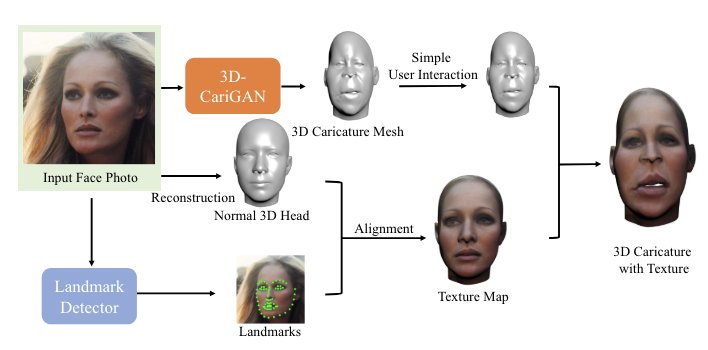 3D-
CariGAN
Simple
User Interaction
3D Caricature Mesh
Input Face Photo
Reconstruction
Normal 3D Head
Alignment
Landmark
Detector
Landmarks
Texture Map
3D Caricature
with Texture